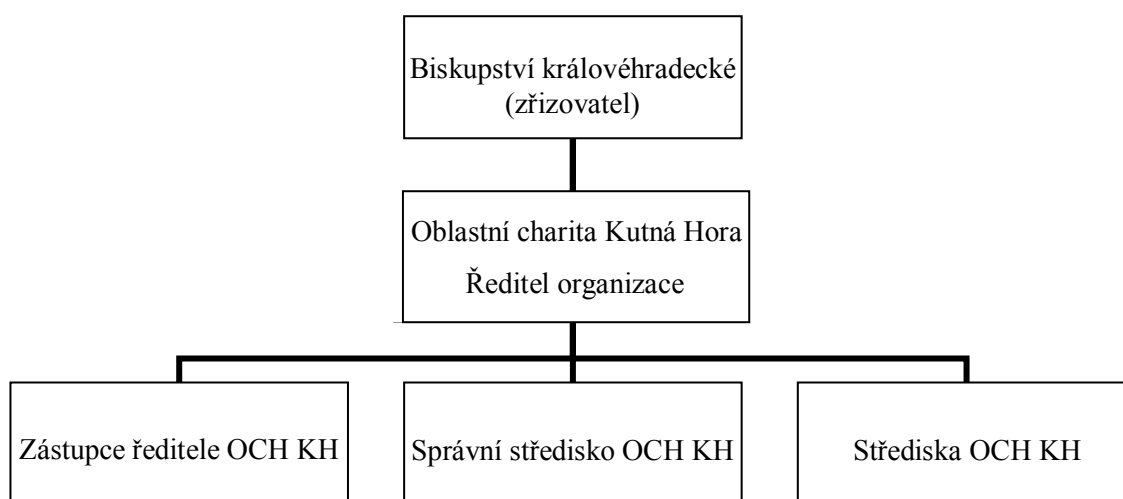 Biskupství královéhradecké
(zřizovatel)
Oblastní charita Kutná Hora
Ředitel organizace
Zástupce ředitele OCH KH
Správní středisko OCH KH
Střediska OCH KH